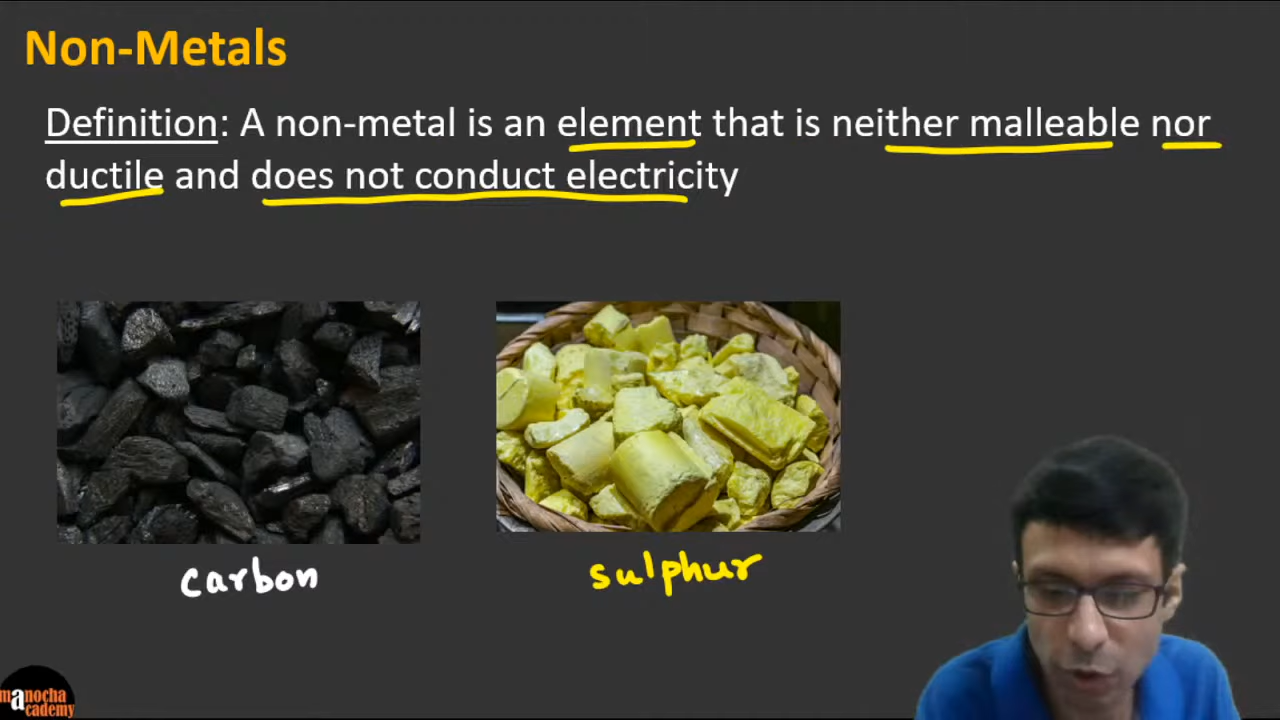 Non-Metals
Definition: A non-metal is an element that is neither malleable nor
ductile and does not conduct electricity
carbon
sulphur
manocha
academy